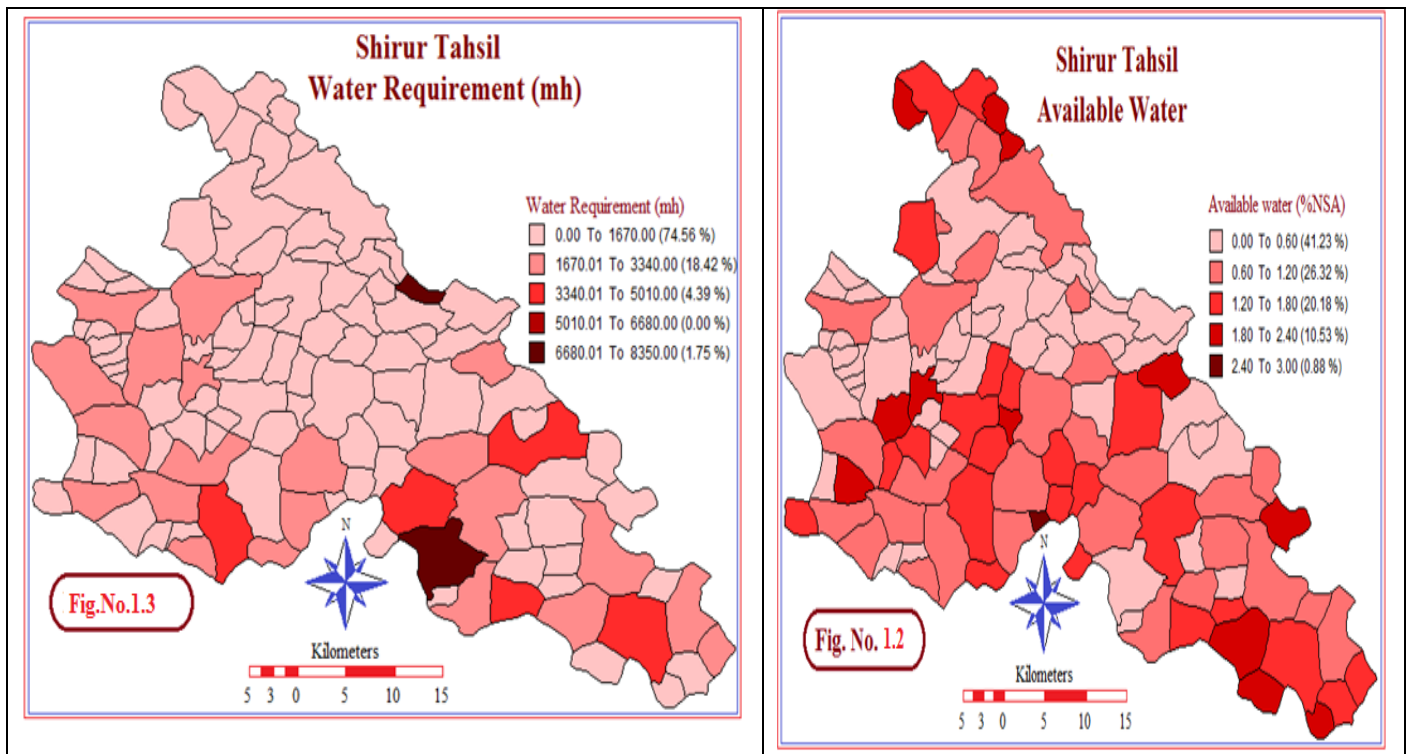 Shirur Tahsil
Water Requirement (mh)
Water Requirement (mh)
0.00 To 1670.00 (74.56 %)
1670.01 To 3340.00 (18.42 %)
3340.01 To 5010.00 (4.39 %)
5010.01 To 6680.00 (0.00 %)
6680.01 To 8350.00 (1.75 %)
N
Fig.No.1.3
Kilometers
5 3 0 5 10 15
Shirur Tahsil
Available Water
Available water (%NSA)
0.00 To 0.60 (41.23 %)
0.60 To 1.20 (26.32 %)
1.20 To 1.80 (20.18 %)
1.80 To 2.40 (10.53 %)
2.40 To 3.00 (0.88 %)
N
Fig. No. 1.2
Kilometers
5 3 0 5 10 15